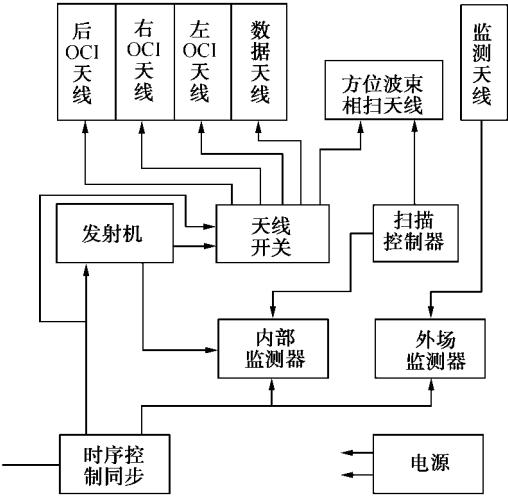 后
OCI
天线
右
OCI
天线
左
OCI
天线
数
据
天
线
方位波束
相扫天线
监
测
天
线
发射机
天线
开关
扫描
控制器
内部
监测器
外场
监测器
时序控
制同步
电源